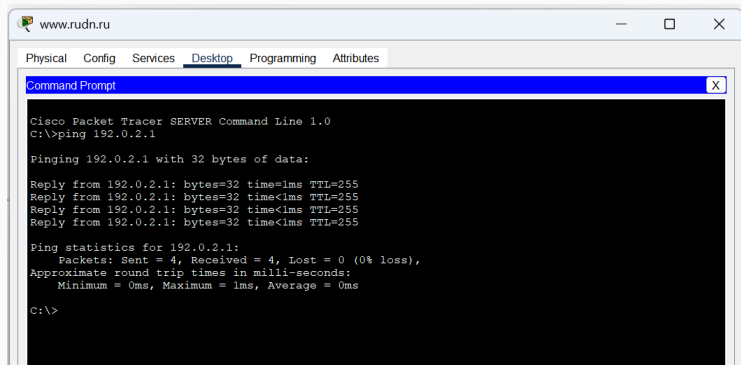 www.rudn.ru
Physical Config Services Desktop Programming Attributes
Command Prompt X
Cisco Packet Tracer SERVER Command Line 1.0
C:\>ping 192.0.2.1
Pinging 192.0.2.1 with 32 bytes of data:
Reply from 192.0.2.1: bytes=32 time=1ms TTL=255
Reply from 192.0.2.1: bytes=32 time<1ms TTL=255
Reply from 192.0.2.1: bytes=32 time<1ms TTL=255
Reply from 192.0.2.1: bytes=32 time<1ms TTL=255
Ping statistics for 192.0.2.1:
Packets: Sent = 4, Received = 4, Lost = 0 (0% loss),
Approximate round trip times in milli-seconds:
Minimum = 0ms, Maximum = 1ms, Average = 0ms
C:\>